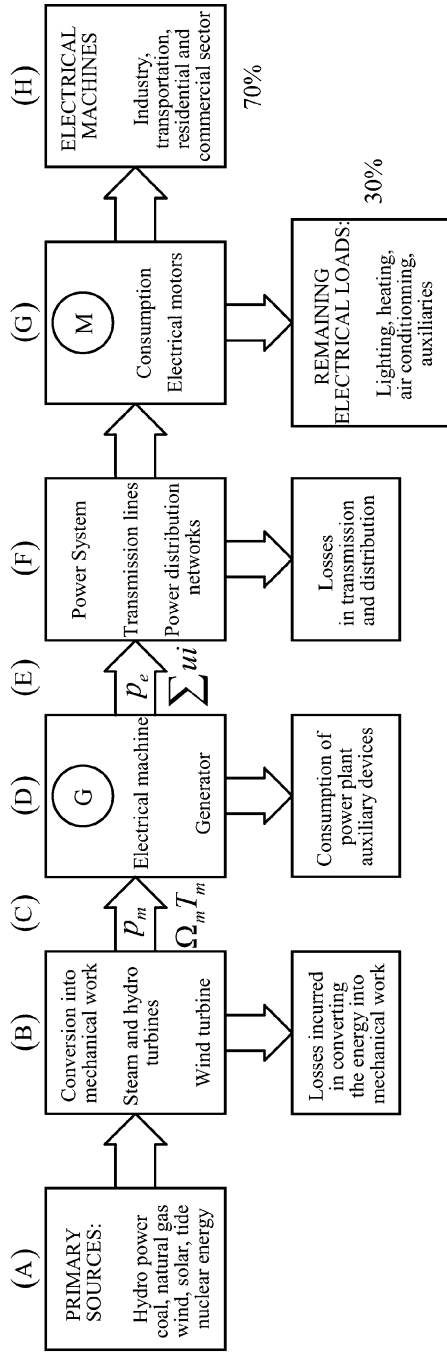 (A)
PRIMARY
SOURCES:
Hydro power
coal, natural gas
wind, solar, tide
nuclear energy
(B)
Conversion into
mechanical work
Steam and hydro
turbines
Wind turbine
Losses incurred
in converting
the energy into
mechanical work
(C)
p_m
Ω_m T_m
(D)
G
Electrical machine
Generator
Consumption of
power plant
auxiliary devices
(E)
p_e
∑ ui
(F)
Power System
Transmission lines
Power distribution
networks
Losses
in transmission
and distribution
(G)
M
Consumption
Electrical motors
REMAINING
ELECTRICAL LOADS:
Lighting, heating,
air conditionning,
auxiliaries
30%
(H)
ELECTRICAL
MACHINES
Industry,
transportation,
residential and
commercial sector
70%